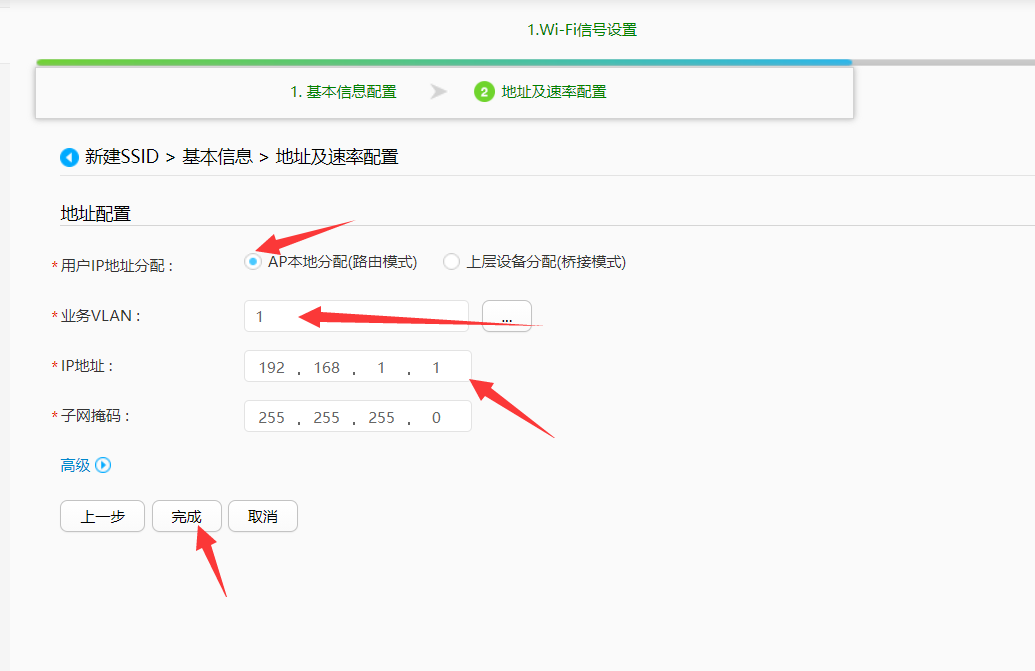 1.Wi-Fi信号设置
1. 基本信息配置 2 地址及速率配置
新建SSID > 基本信息 > 地址及速率配置
地址配置
*用户IP地址分配: AP本地分配(路由模式) 上层设备分配(桥接模式)
*业务VLAN: 1 ...
*IP地址: 192 . 168 . 1 . 1
*子网掩码: 255 . 255 . 255 . 0
高级
上一步 完成 取消